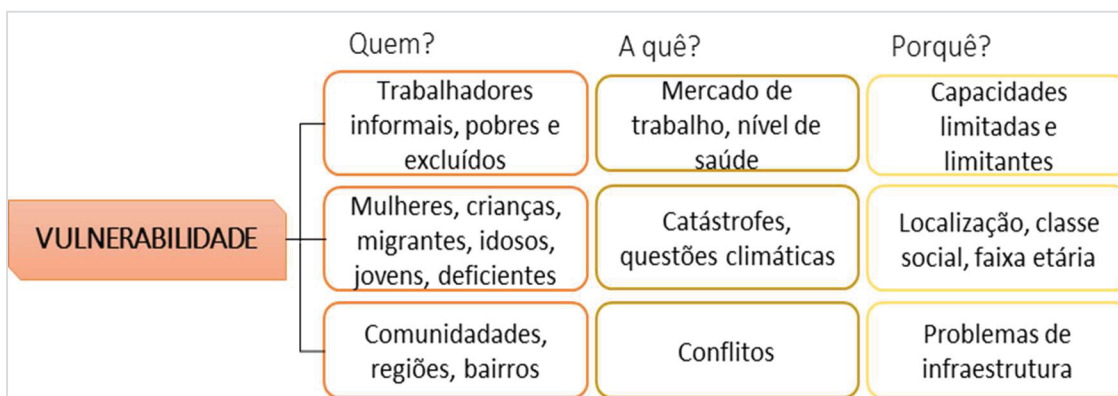 Quem?
A quê?
Porquê?
Trabalhadores
informais, pobres e
excluídos
Mercado de
trabalho, nível de
saúde
Capacidades
limitadas e
limitantes
VULNERABILIDADE
Mulheres, crianças,
migrantes, idosos,
jovens, deficientes
Catástrofes,
questões climáticas
Localização, classe
social, faixa etária
Comunidadades,
regiões, bairros
Conflitos
Problemas de
infraestrutura